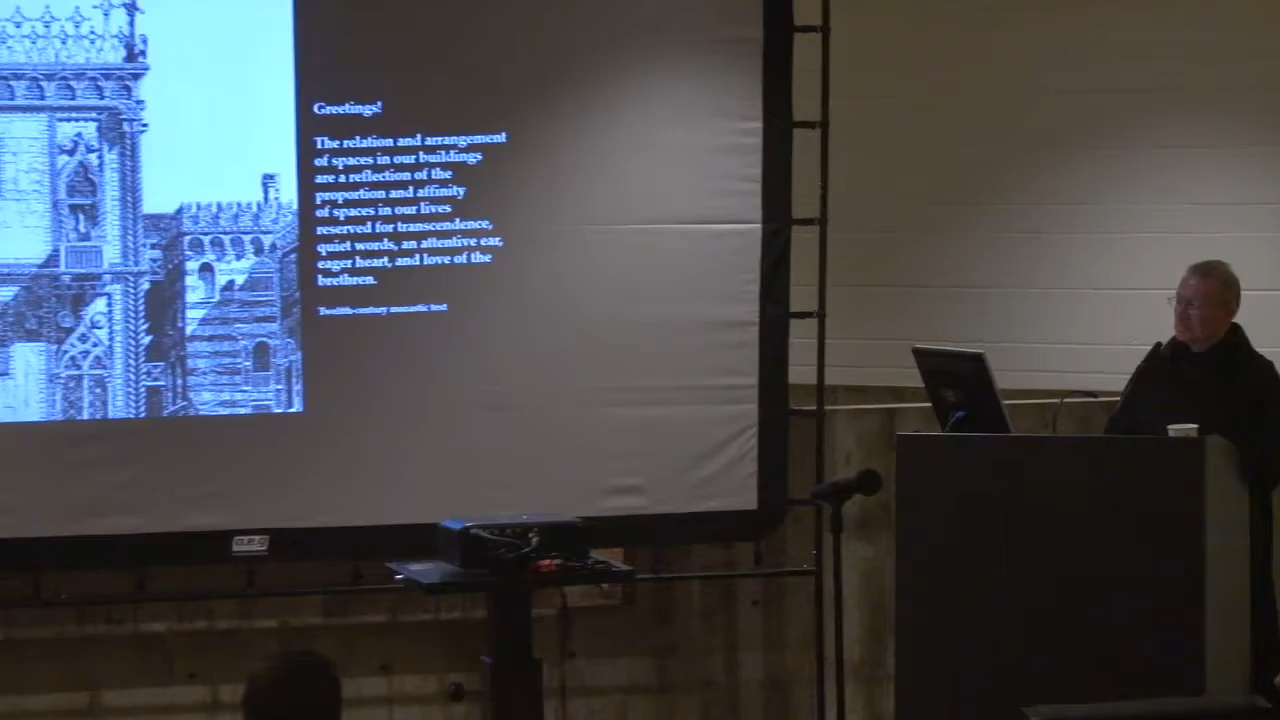 Greetings!
The relation and arrangement
of spaces in our buildings
are a reflection of the
proportion and affinity
of spaces in our lives
reserved for transcendence,
quiet words, an attentive ear,
eager heart, and love of the
brethren.
Twelfth-century monastic text
a.e.g